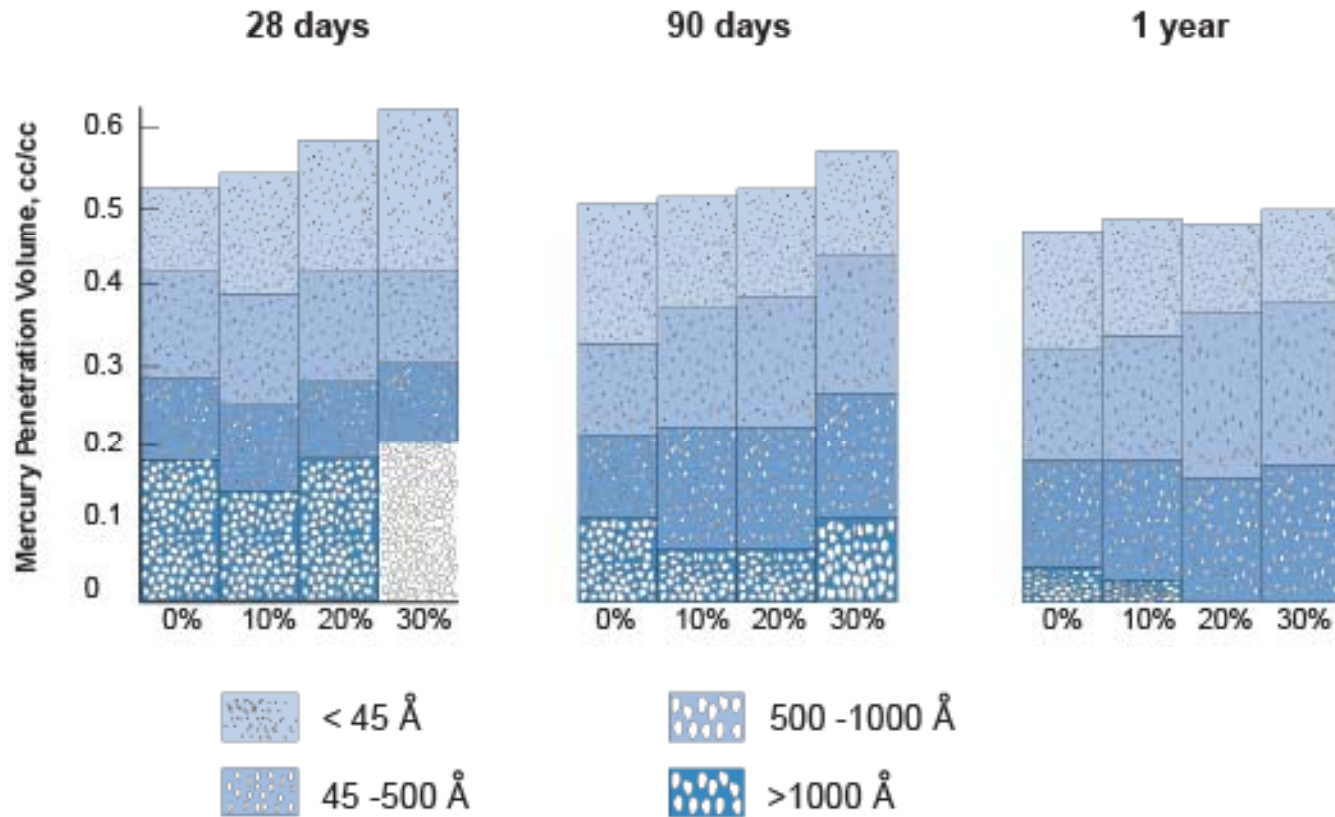 28 days 90 days 1 year
Mercury Penetration Volume, cc/cc
0.6
0.5
0.4
0.3
0.2
0.1
0
0% 10% 20% 30% 0% 10% 20% 30% 0% 10% 20% 30%
< 45 Å 500 -1000 Å
45 -500 Å >1000 Å